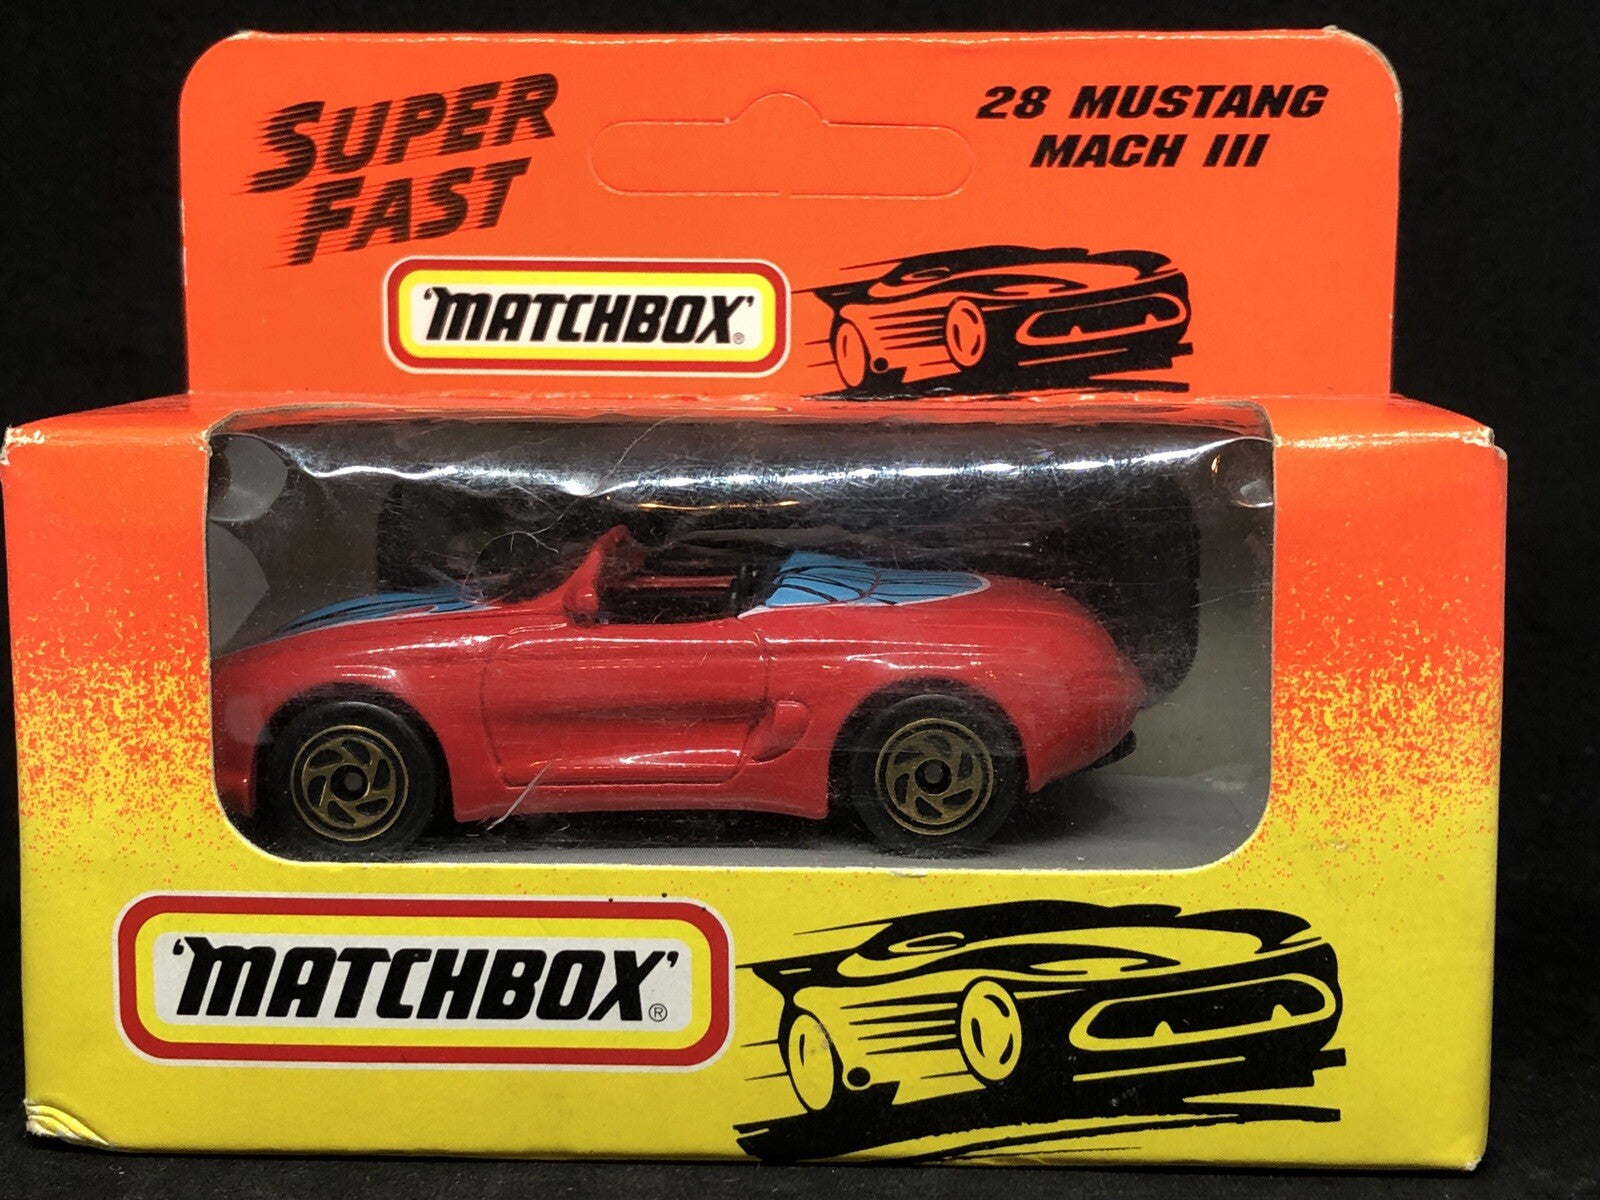 SUPER
FAST
28 MUSTANG
MACH III
'MATCHBOX'®
'MATCHBOX'®